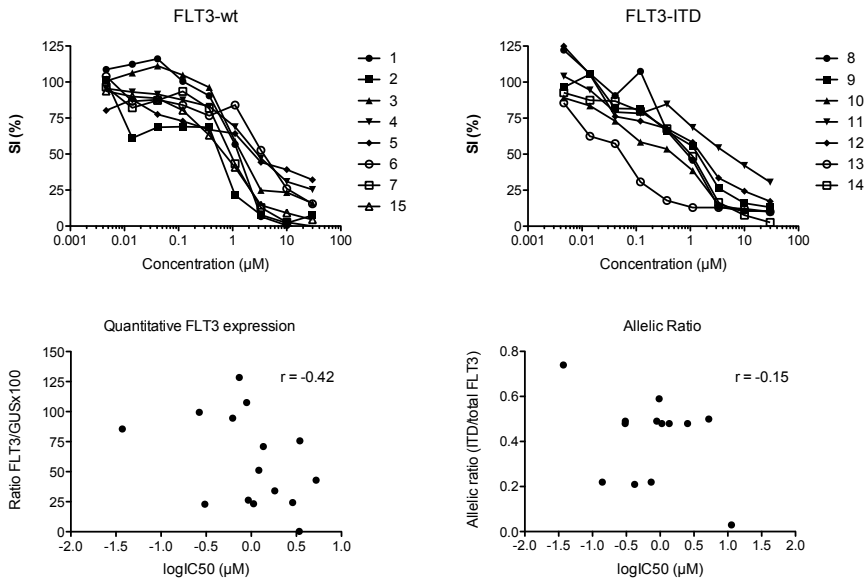 FLT3-wt
SI (%)
125
100
75
50
25
0
0.001 0.01 0.1 1 10 100
Concentration (µM)
1
2
3
4
5
6
7
15
FLT3-ITD
SI (%)
125
100
75
50
25
0
0.001 0.01 0.1 1 10 100
Concentration (µM)
8
9
10
11
12
13
14
Quantitative FLT3 expression
Ratio FLT3/GUSx100
150
125
100
75
50
25
0
r = -0.42
-2.0 -1.5 -1.0 -0.5 0.0 0.5 1.0
logIC50 (µM)
Allelic Ratio
Allelic ratio (ITD/total FLT3)
0.8
0.6
0.4
0.2
0.0
r = -0.15
-2.0 -1.5 -1.0 -0.5 0.0 0.5 1.0 1.5 2.0
logIC50 (µM)